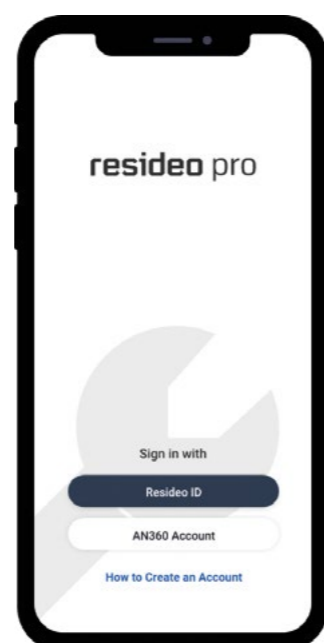 resideo pro
Sign in with
Resideo ID
AN360 Account
How to Create an Account